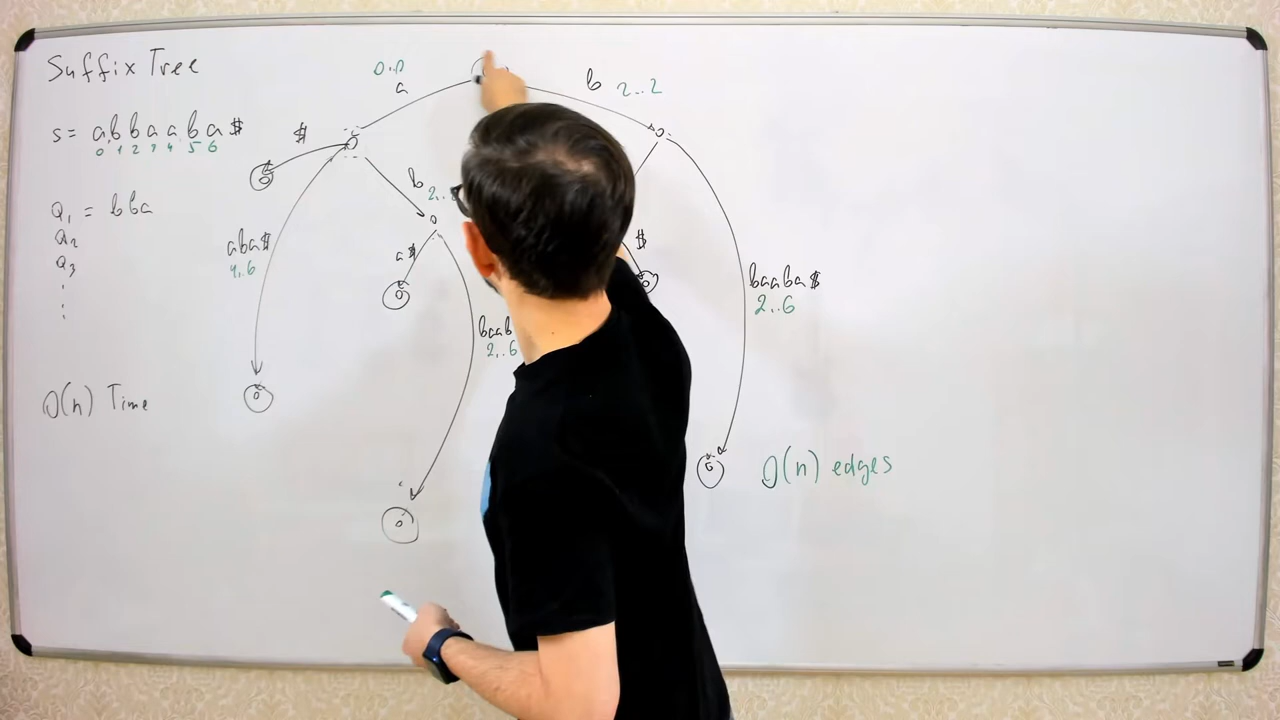 Suffix Tree
s = abbaaba$
0 1 2 3 4 5 6
Q1 = bba
Q2
Q3
O(n) Time
0..0
a
b 2..2
$
b
aba$
4..6
a$
$
baab
2..6
baaba$
2..6
O(n) edges